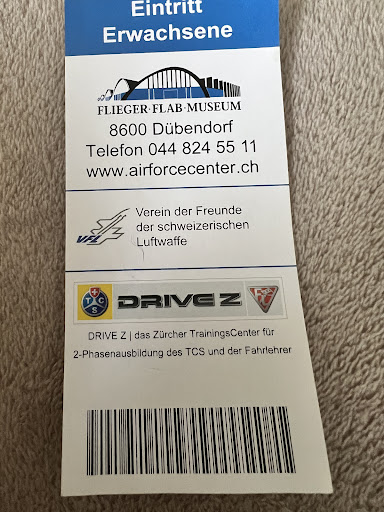 Eintritt
Erwachsene
FLIEGER·FLAB·MUSEUM
8600 Dübendorf
Telefon 044 824 55 11
www.airforcecenter.ch
VFL
Verein der Freunde
der schweizerischen
Luftwaffe
TCS
DRIVE Z
DRIVE Z | das Zürcher TrainingsCenter für
2-Phasenausbildung des TCS und der Fahrlehrer